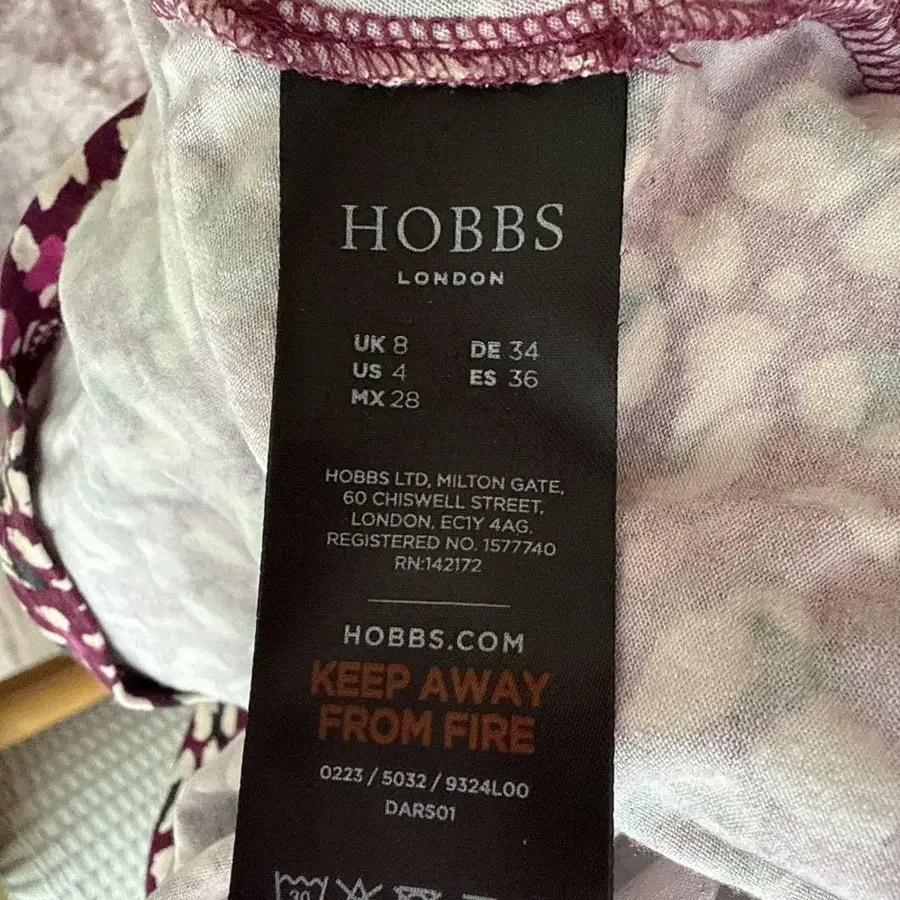 HOBBS
LONDON
UK 8 DE 34
US 4 ES 36
MX 28
HOBBS LTD, MILTON GATE,
60 CHISWELL STREET,
LONDON, EC1Y 4AG.
REGISTERED NO. 1577740
RN:142172
HOBBS.COM
KEEP AWAY
FROM FIRE
0223 / 5032 / 9324L00
DARS01
30